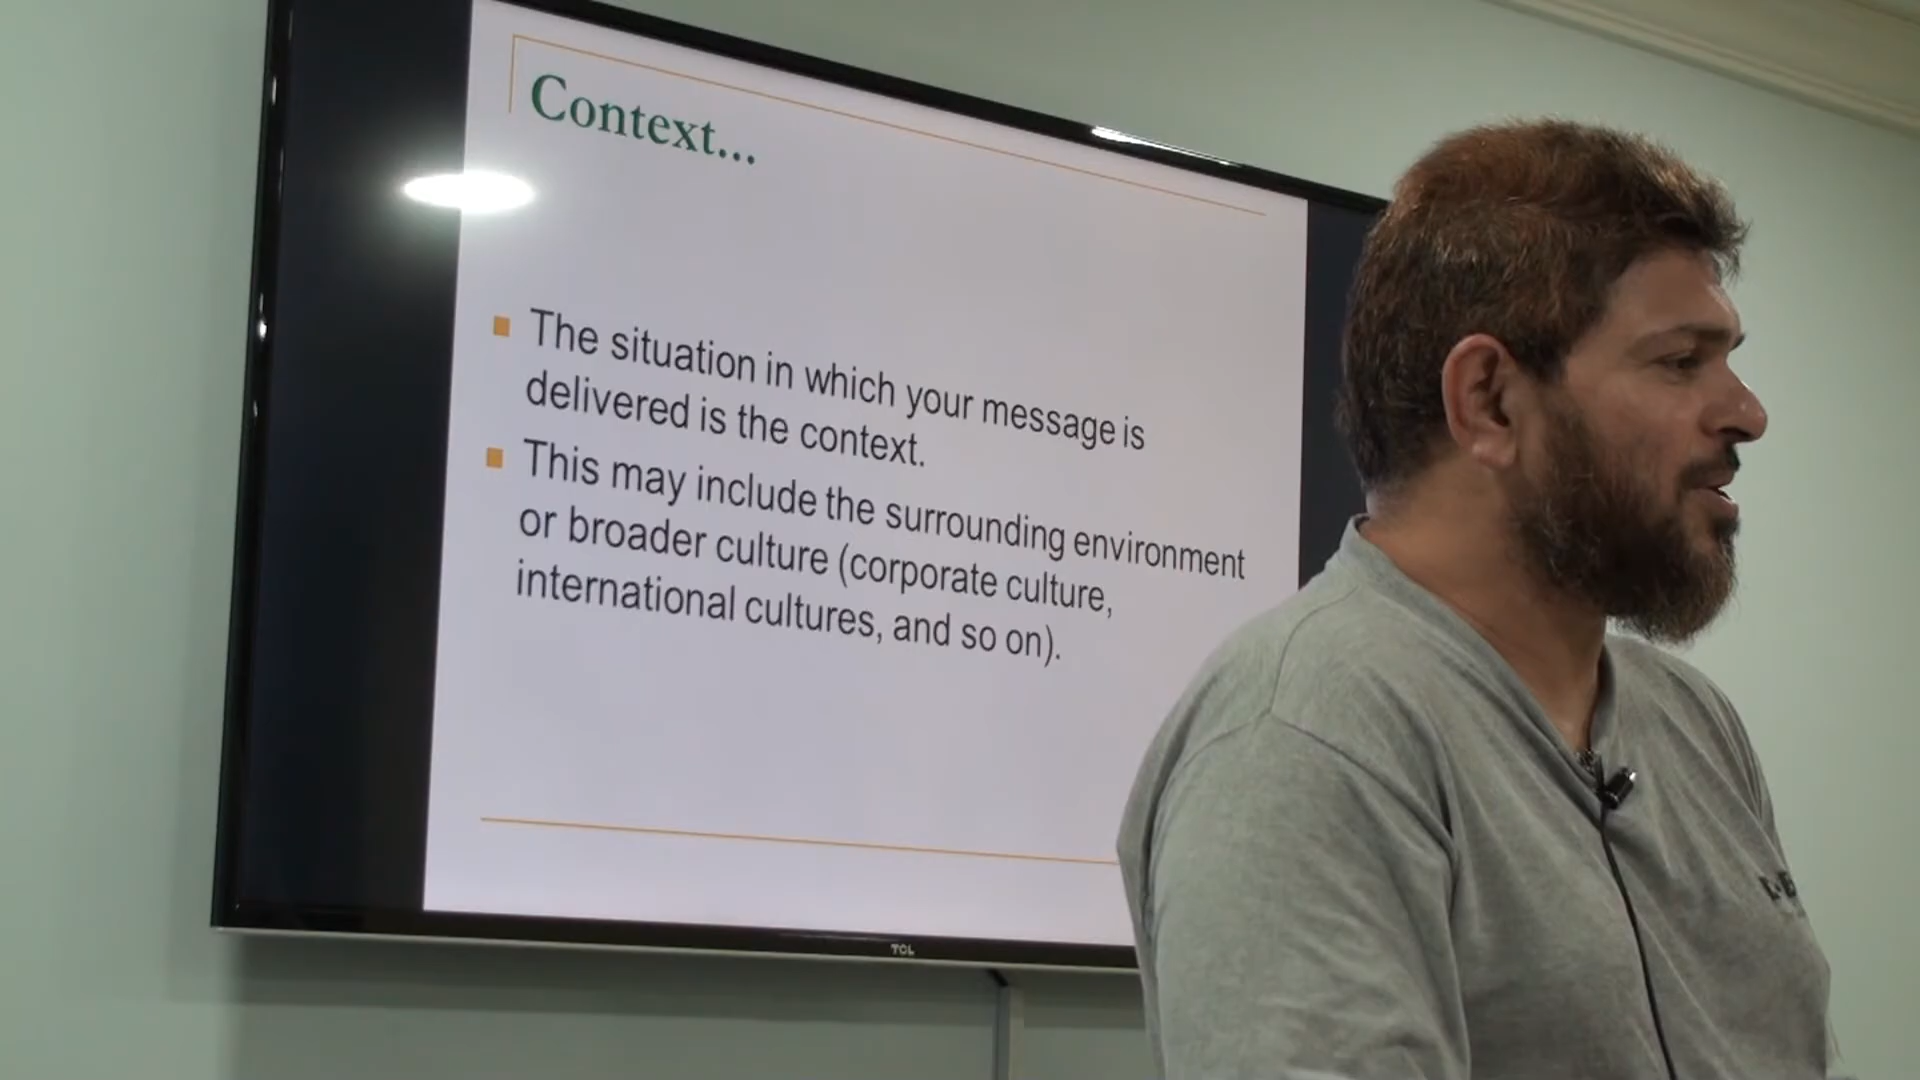 Context...
The situation in which your message is
delivered is the context.
This may include the surrounding environment
or broader culture (corporate culture,
international cultures, and so on).
TCL